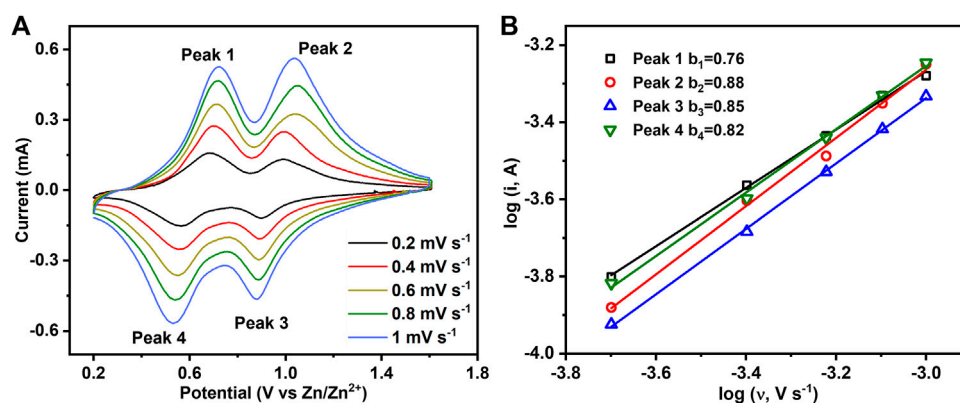 A
0.6
0.3
0.0
-0.3
-0.6
Current (mA)
Peak 1
Peak 2
Peak 3
Peak 4
0.2 mV s⁻¹
0.4 mV s⁻¹
0.6 mV s⁻¹
0.8 mV s⁻¹
1 mV s⁻¹
0.2 0.6 1.0 1.4 1.8
Potential (V vs Zn/Zn²⁺)
B
-3.2
-3.4
-3.6
-3.8
-4.0
log (i, A)
Peak 1 b₁=0.76
Peak 2 b₂=0.88
Peak 3 b₃=0.85
Peak 4 b₄=0.82
-3.8 -3.6 -3.4 -3.2 -3.0 -2.8
log (ν, V s⁻¹)